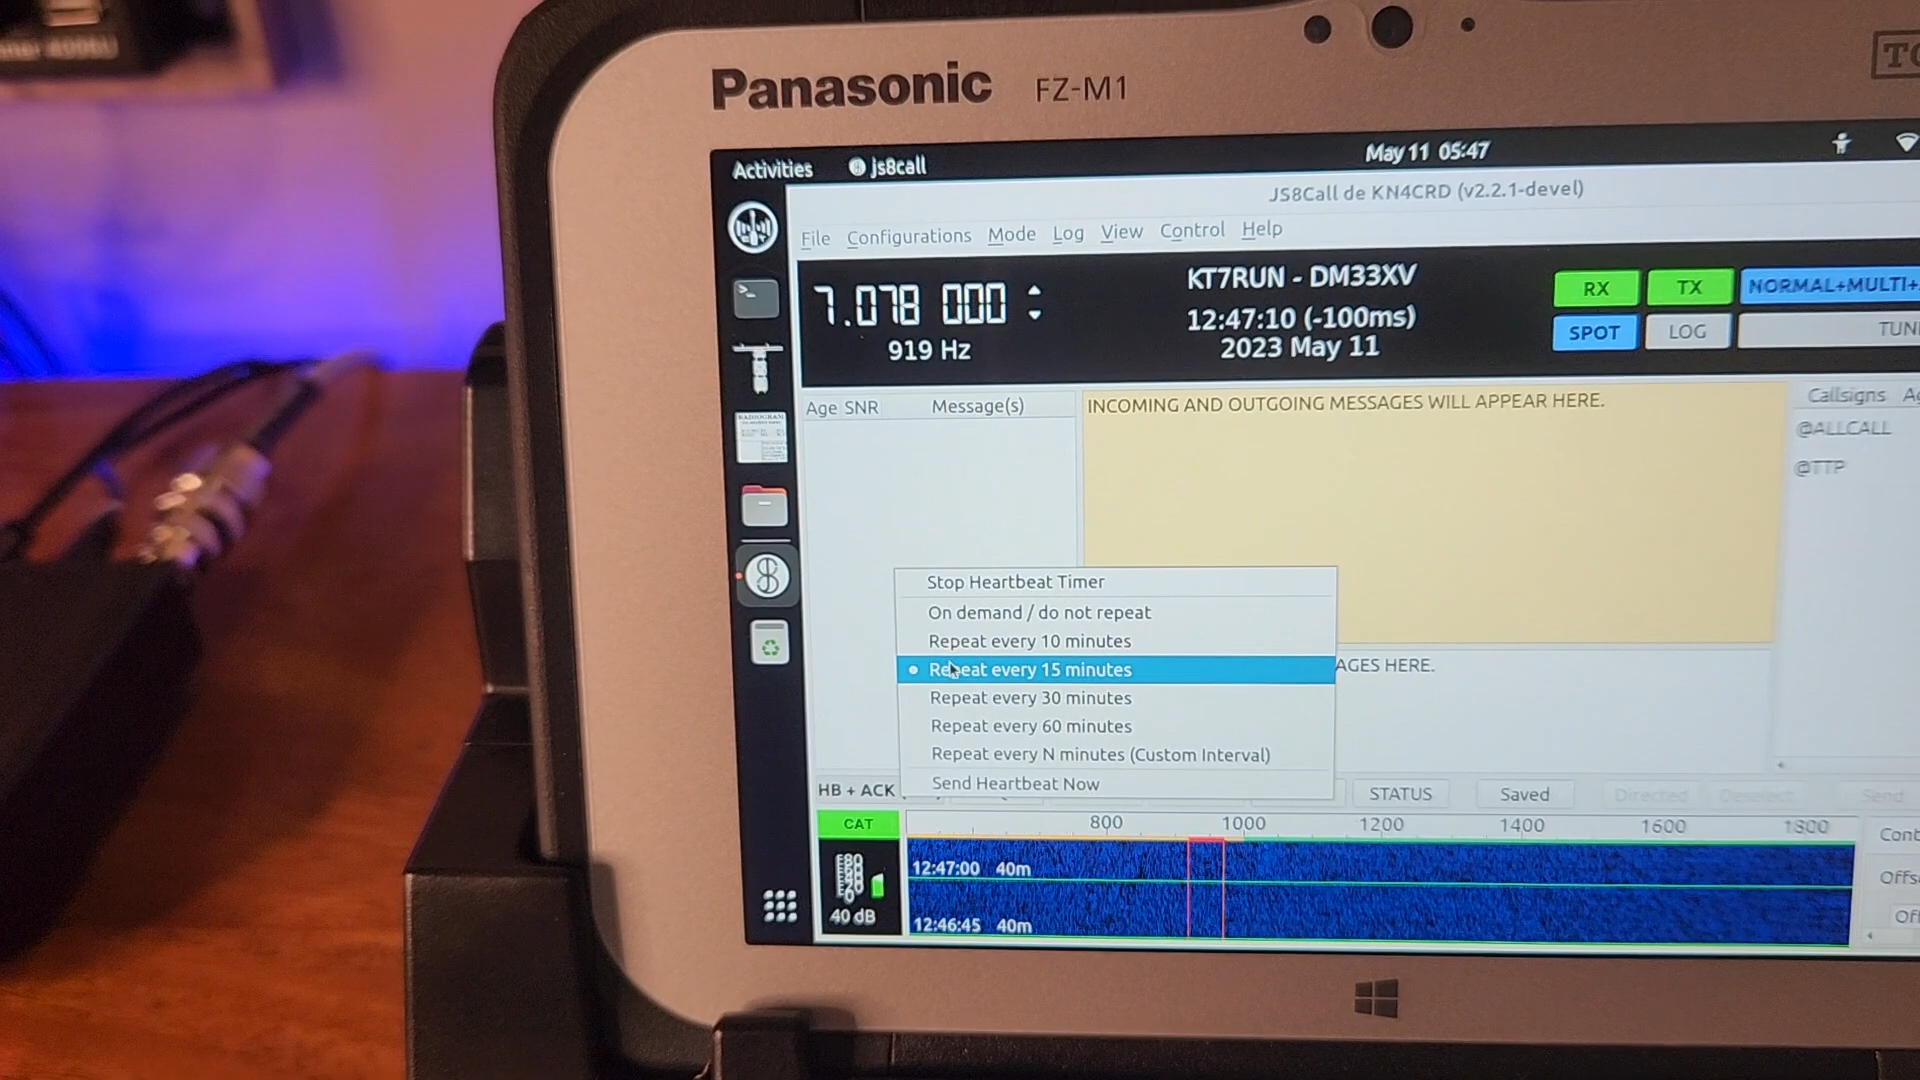 Panasonic FZ-M1
Activities js8call May 11 05:47
JS8Call de KN4CRD (v2.2.1-devel)
File Configurations Mode Log View Control Help
7.078 000
919 Hz
KT7RUN - DM33XV
12:47:10 (-100ms)
2023 May 11
RX TX NORMAL+MULTI+
SPOT LOG
Age SNR Message(s)
INCOMING AND OUTGOING MESSAGES WILL APPEAR HERE.
Callsigns
@ALLCALL
@TTP
Stop Heartbeat Timer
On demand / do not repeat
Repeat every 10 minutes
Repeat every 15 minutes
Repeat every 30 minutes
Repeat every 60 minutes
Repeat every N minutes (Custom Interval)
Send Heartbeat Now
AGES HERE.
HB + ACK STATUS Saved Directed Deselect Send
CAT
800 1000 1200 1400 1600 1800
12:47:00 40m
12:46:45 40m
40 dB